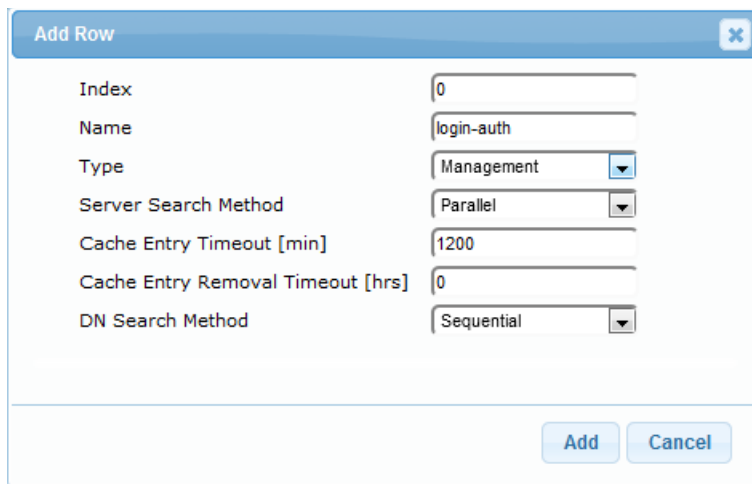 Add Row
Index 0
Name login-auth
Type Management
Server Search Method Parallel
Cache Entry Timeout [min] 1200
Cache Entry Removal Timeout [hrs] 0
DN Search Method Sequential
Add Cancel